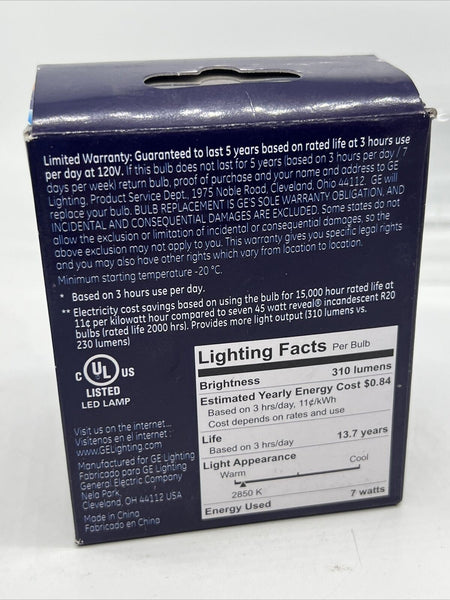 Limited Warranty: Guaranteed to last 5 years based on rated life at 3 hours use
per day at 120V. If this bulb does not last for 5 years (based on 3 hours per day / 7
days per week) return bulb, proof of purchase and your name and address to GE
Lighting, Product Service Dept., 1975 Noble Road, Cleveland, Ohio 44112. GE will
replace your bulb. BULB REPLACEMENT IS GE'S SOLE WARRANTY OBLIGATION, AND
INCIDENTAL AND CONSEQUENTIAL DAMAGES ARE EXCLUDED. Some states do not
allow the exclusion or limitation of incidental or consequential damages, so the
above exclusion may not apply to you. This warranty gives you specific legal rights
and you may also have other rights which vary from location to location.
Minimum starting temperature -20 °C.
* Based on 3 hours use per day.
** Electricity cost savings based on using the bulb for 15,000 hour rated life at
11¢ per kilowatt hour compared to seven 45 watt reveal® incandescent R20
bulbs (rated life 2000 hrs). Provides more light output (310 lumens vs.
230 lumens)
c UL US
LISTED
LED LAMP
Visit us on the internet...
Visítenos en el internet :
www.GELighting.com
Manufactured for GE Lighting
Fabricado para GE Lighting
General Electric Company
Nela Park,
Cleveland, OH 44112 USA
Made in China
Fabricado en China
Lighting Facts Per Bulb
Brightness 310 lumens
Estimated Yearly Energy Cost $0.84
Based on 3 hrs/day, 11¢/kWh
Cost depends on rates and use
Life
Based on 3 hrs/day 13.7 years
Light Appearance
Warm Cool
2850 K
Energy Used 7 watts